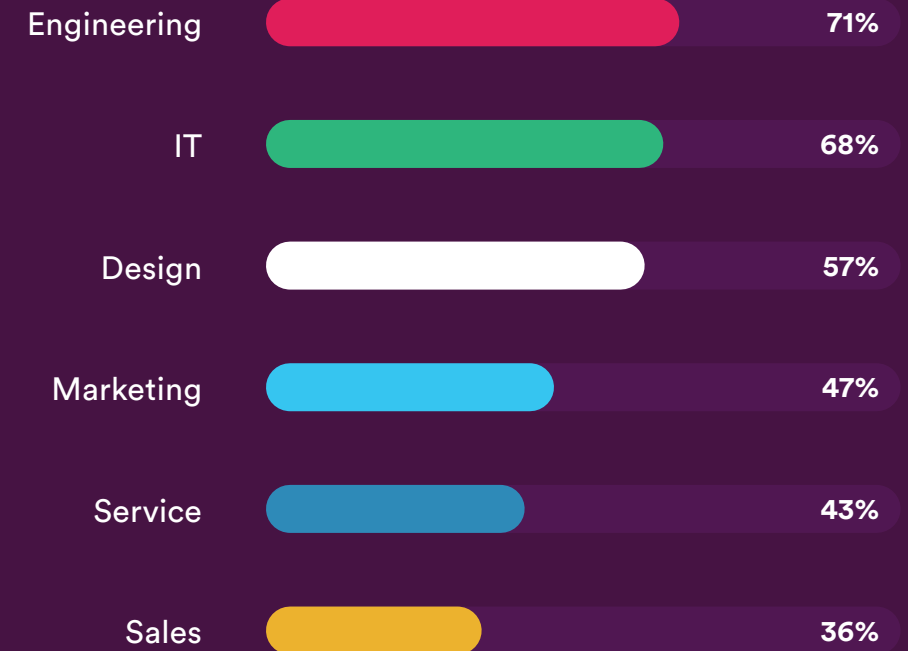 Engineering 71%
IT 68%
Design 57%
Marketing 47%
Service 43%
Sales 36%